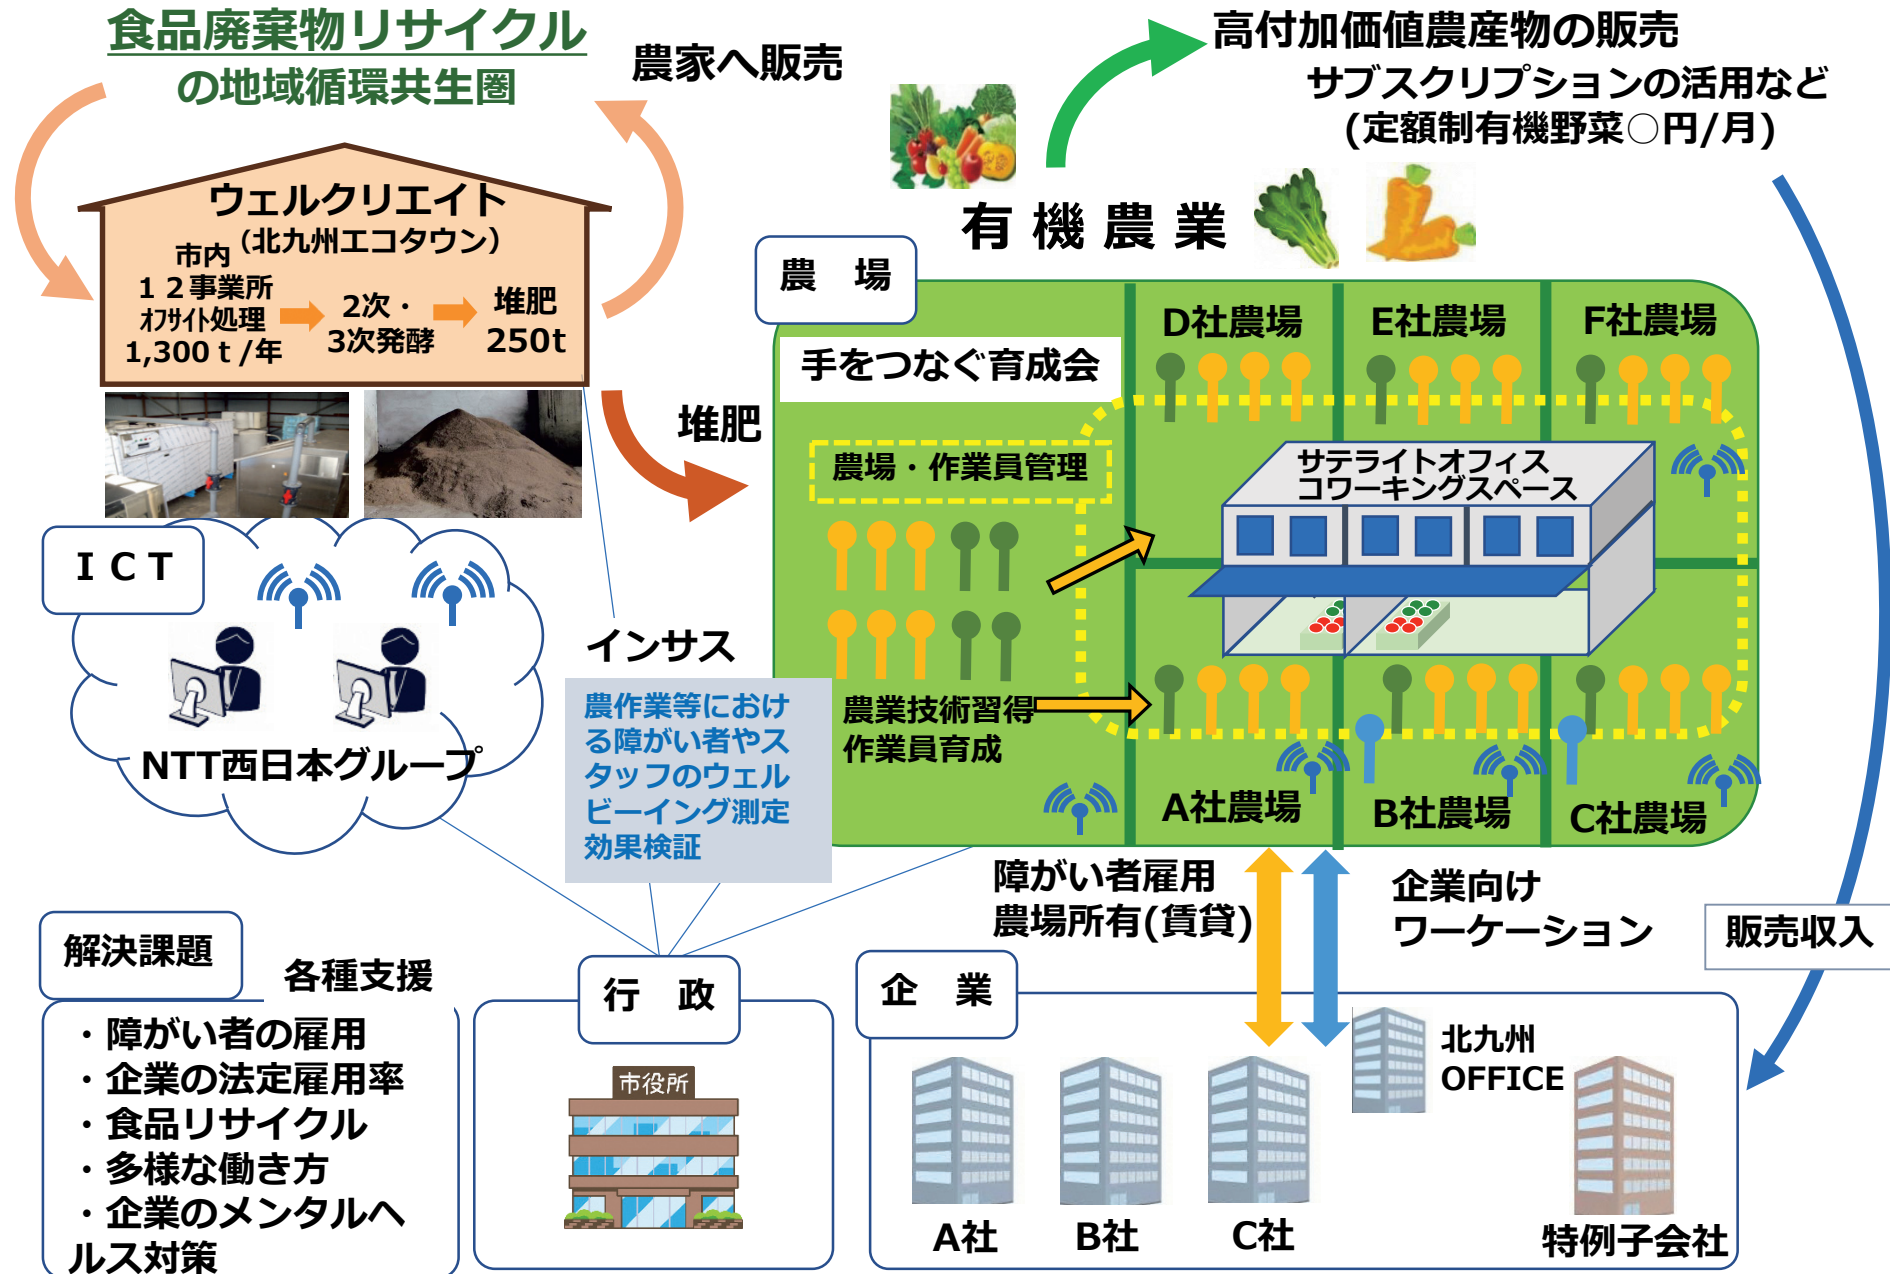 食品廃棄物リサイクル
の地域循環共生圏
農家へ販売
高付加価値農産物の販売
サブスクリプションの活用など
(定額制有機野菜○円/月)
ウェルクリエイト
（北九州エコタウン）
市内
１２事業所
ｵﾌｻｲﾄ処理
1,300ｔ/年
2次・
3次発酵
堆肥
250t
有機農業
農　場
手をつなぐ育成会
D社農場
E社農場
F社農場
堆肥
農場・作業員管理
サテライトオフィス
コワーキングスペース
ＩＣＴ
NTT西日本グループ
インサス
農作業等におけ
る障がい者やス
タッフのウェル
ビーイング測定
効果検証
農業技術習得
作業員育成
A社農場
B社農場
C社農場
障がい者雇用
農場所有(賃貸)
企業向け
ワーケーション
販売収入
解決課題
各種支援
・障がい者の雇用
・企業の法定雇用率
・食品リサイクル
・多様な働き方
・企業のメンタルヘ
ルス対策
行　政
市役所
企　業
北九州
OFFICE
A社
B社
C社
特例子会社